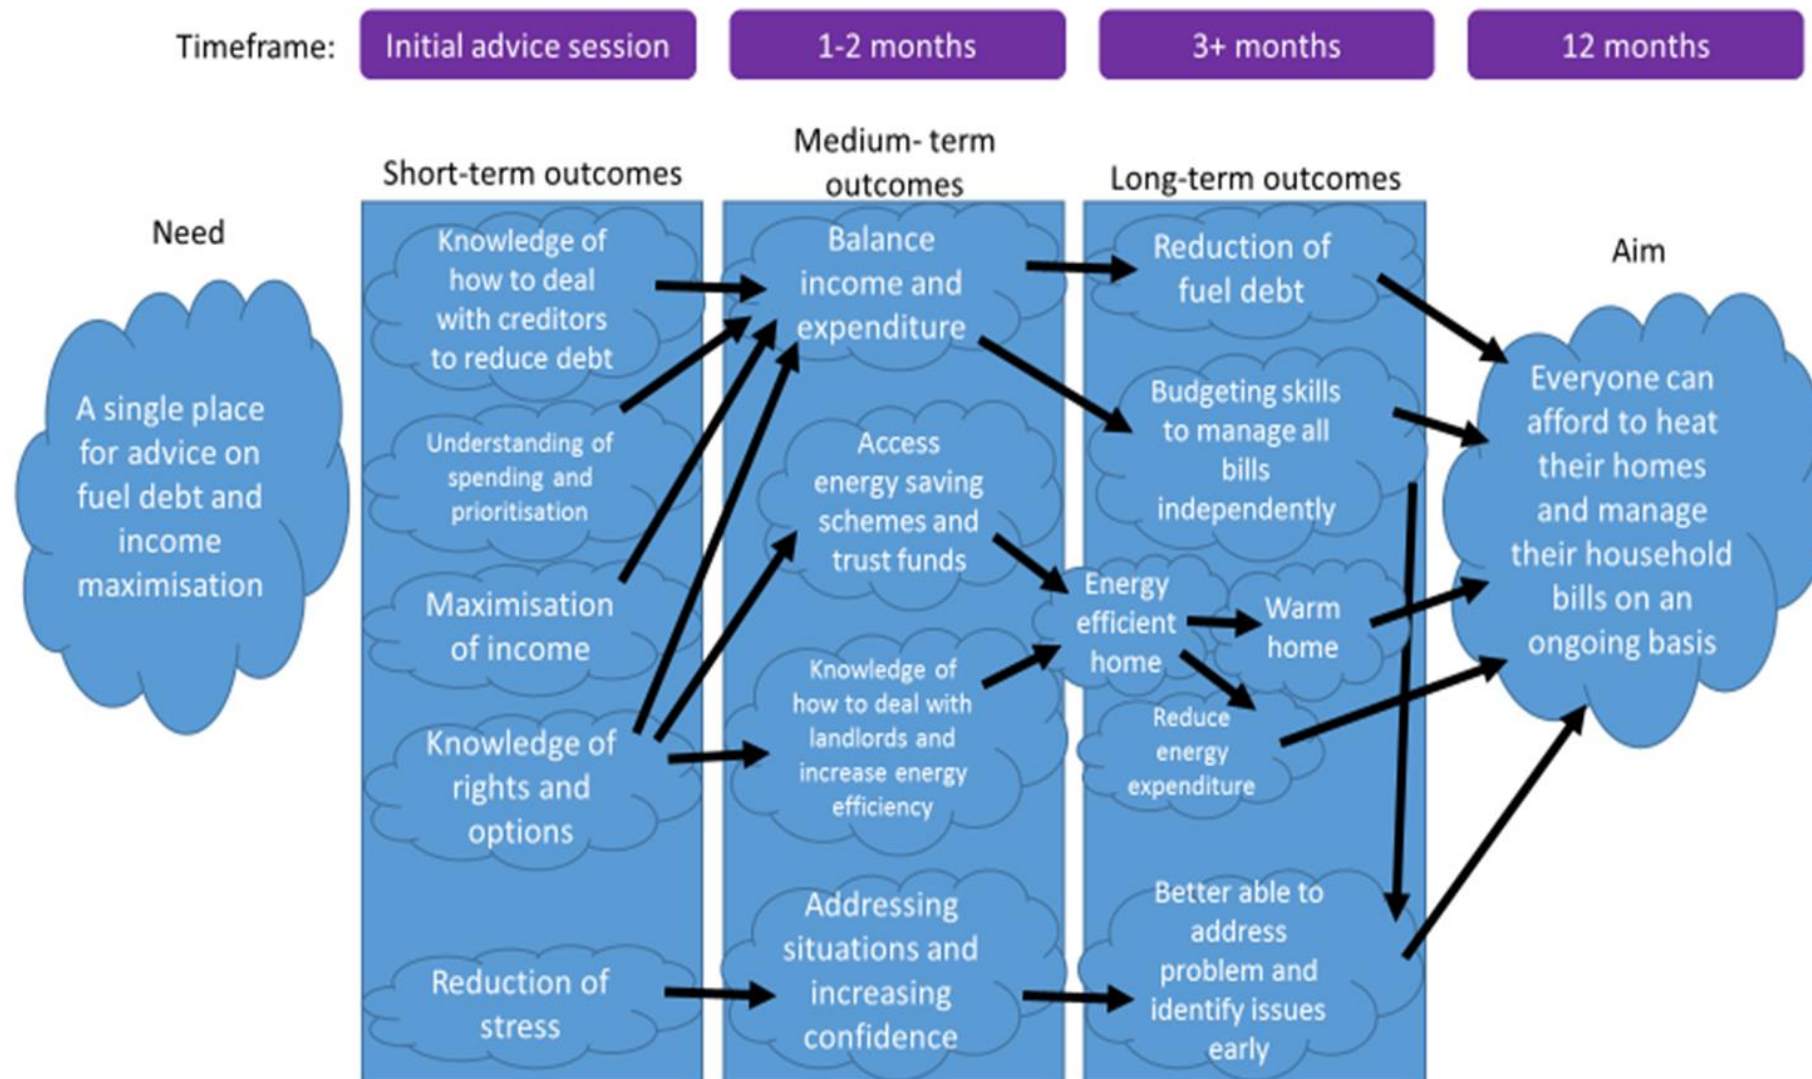 Timeframe:
Initial advice session
1-2 months
3+ months
12 months
Need
A single place
for advice on
fuel debt and
income
maximisation
Short-term outcomes
Knowledge of
how to deal
with creditors
to reduce debt
Understanding of
spending and
prioritisation
Maximisation
of income
Knowledge of
rights and
options
Reduction of
stress
Medium- term
outcomes
Balance
income and
expenditure
Access
energy saving
schemes and
trust funds
Knowledge of
how to deal with
landlords and
increase energy
efficiency
Addressing
situations and
increasing
confidence
Long-term outcomes
Reduction of
fuel debt
Budgeting skills
to manage all
bills
independently
Energy
efficient
home
Warm
home
Reduce
energy
expenditure
Better able to
address
problem and
identify issues
early
Aim
Everyone can
afford to heat
their homes
and manage
their household
bills on an
ongoing basis